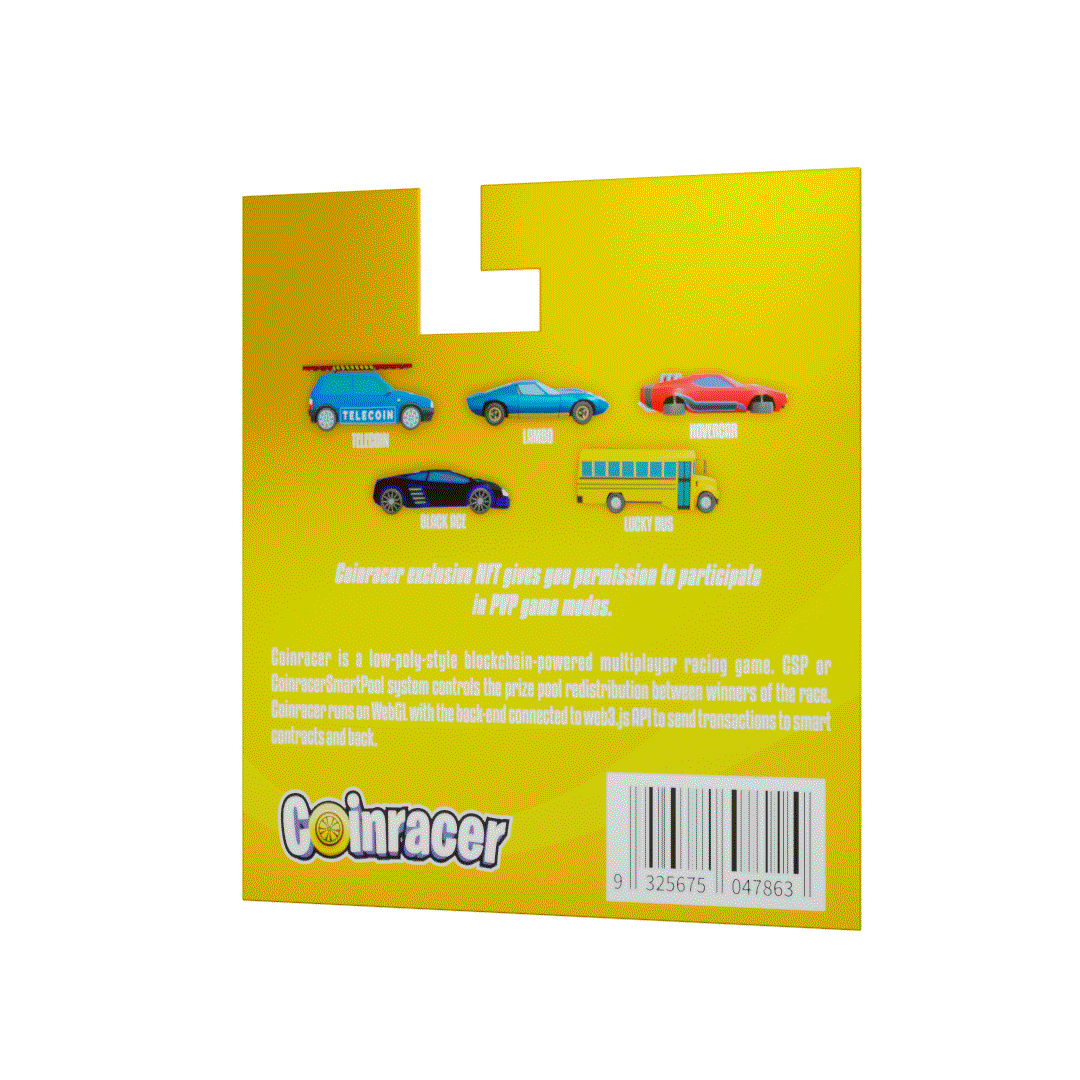 TELECOIN
TELECOIN
LAMBO
HOVERCAR
BLACK ACE
LUCKY BUS
Coinracer exclusive NFT gives you permission to participate
in PVP game modes.
Coinracer is a low-poly-style blockchain-powered multiplayer racing game. CSP or
CoinracerSmartPool system controls the prize pool redistribution between winners of the race.
Coinracer runs on WebGL with the back-end connected to web3.js API to send transactions to smart
contracts and back.
Coinracer
9 325675 047863